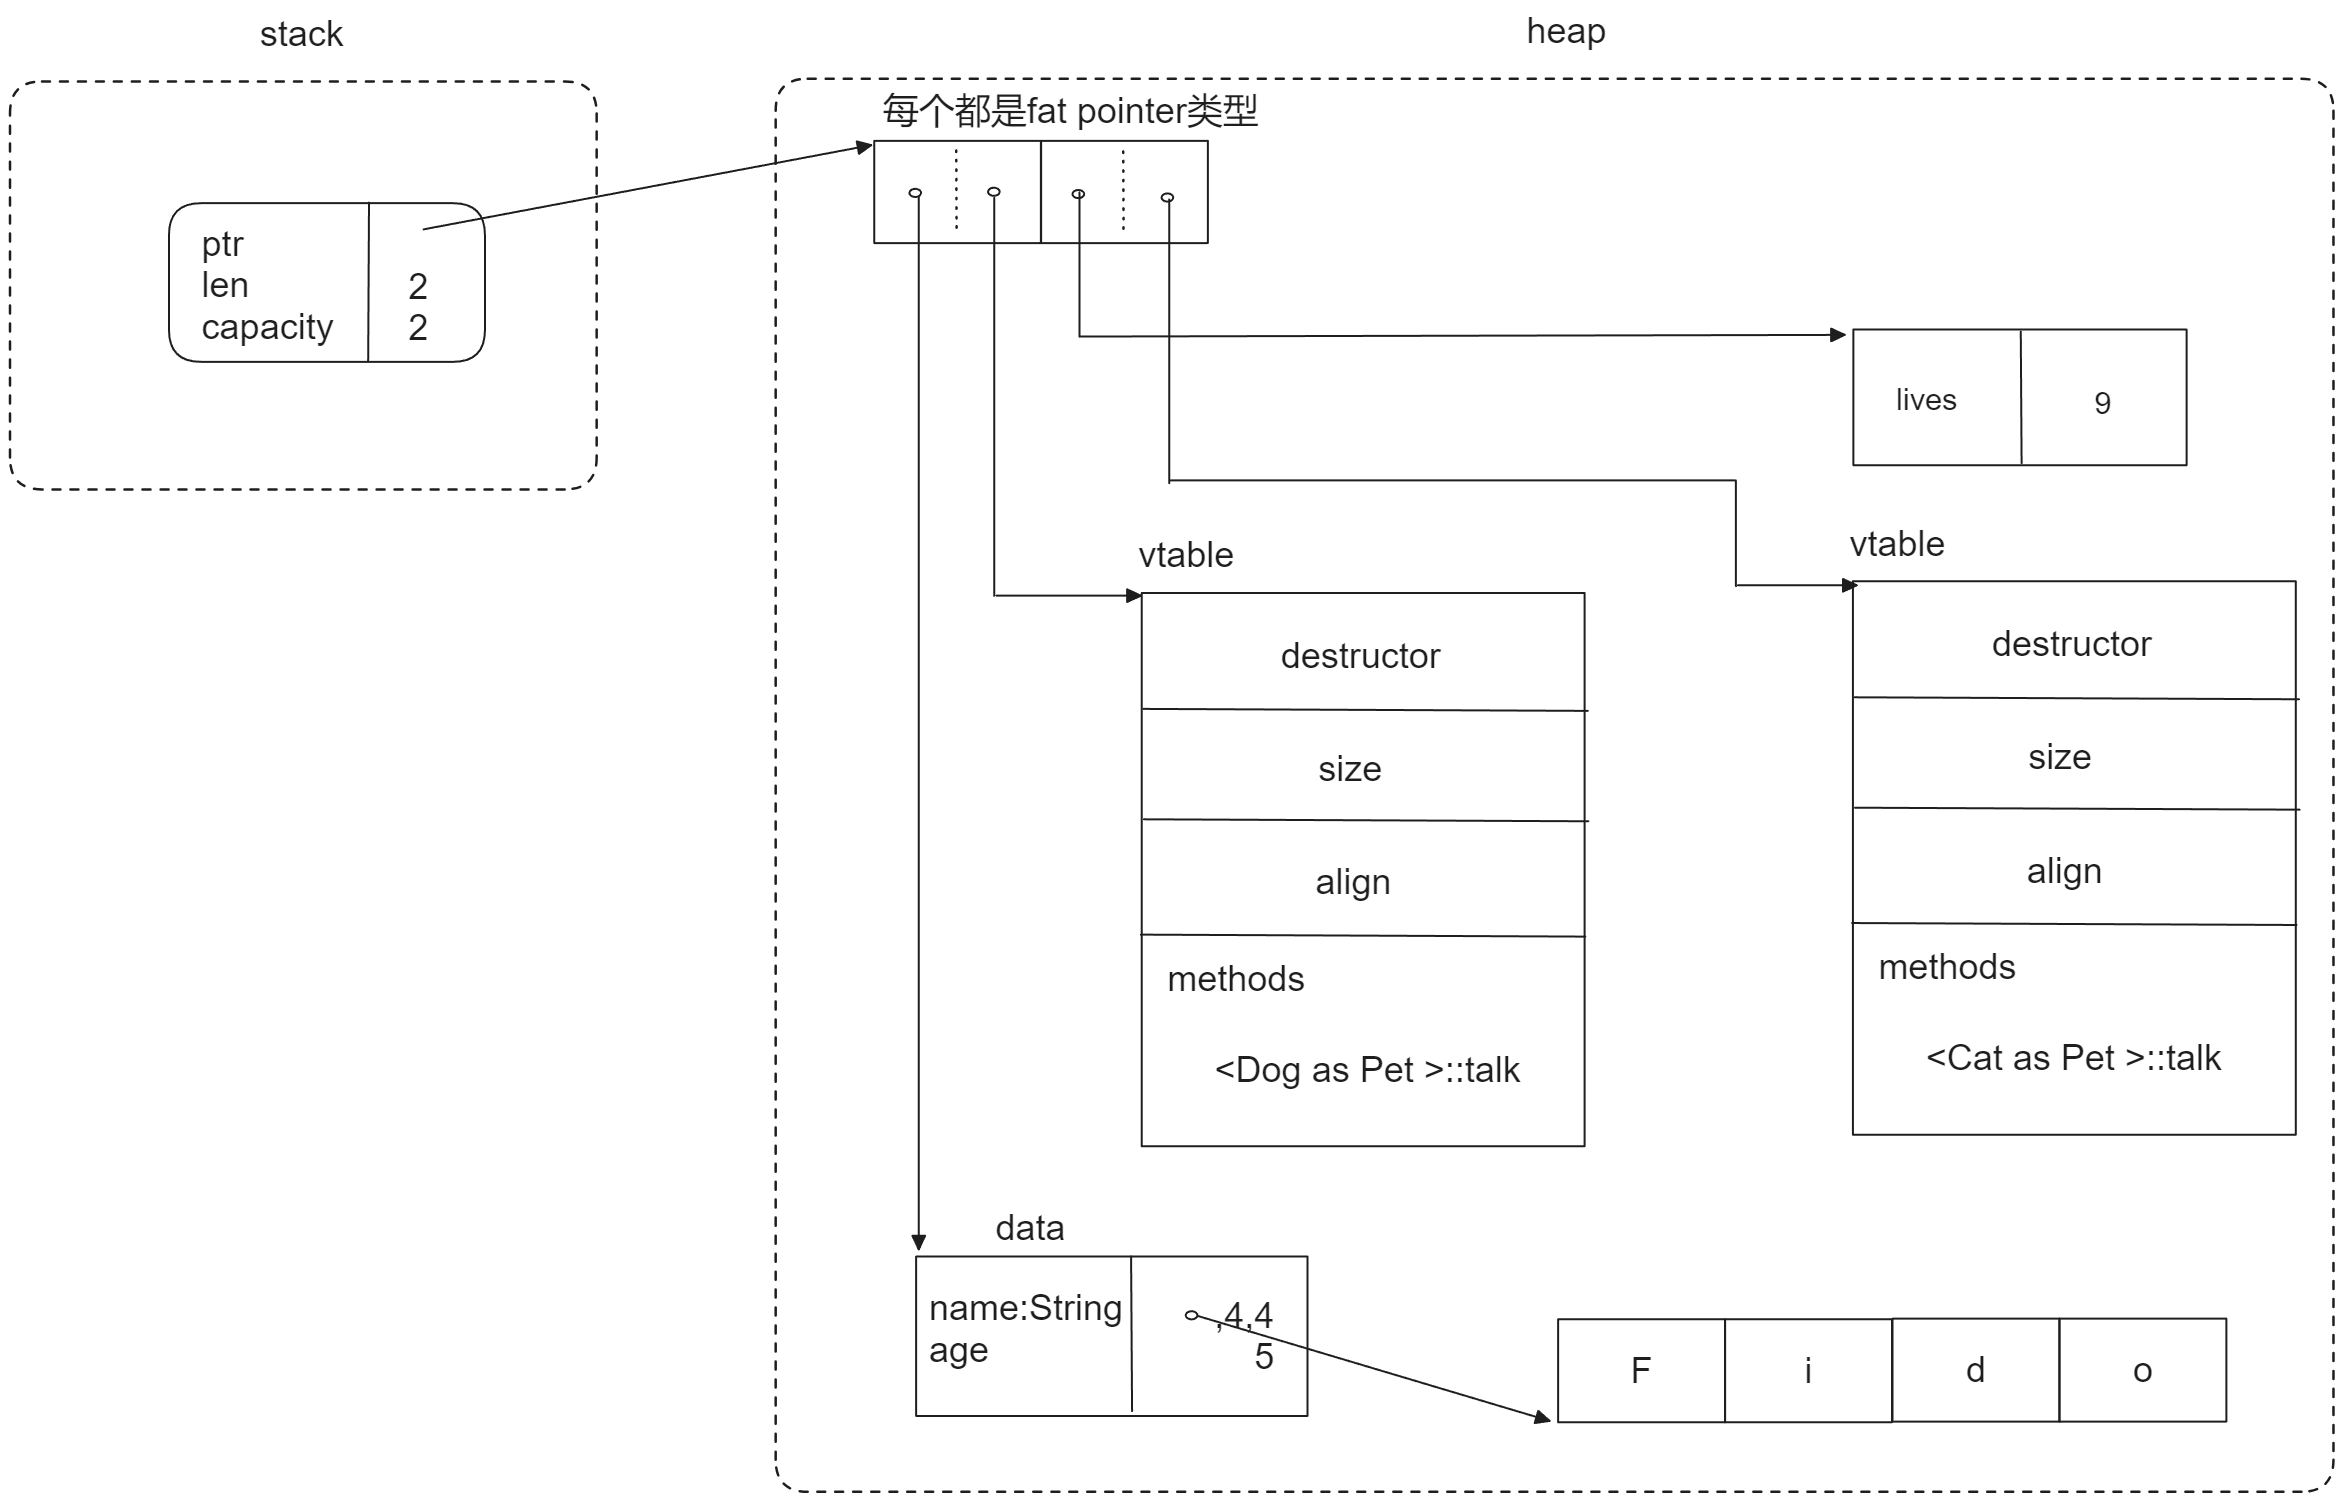 stack
heap
每个都是fat pointer类型
ptr
len 2
capacity 2
lives 9
vtable
destructor
size
align
methods
<Dog as Pet >::talk
vtable
destructor
size
align
methods
<Cat as Pet >::talk
data
name:String ,4,4
age 5
F i d o